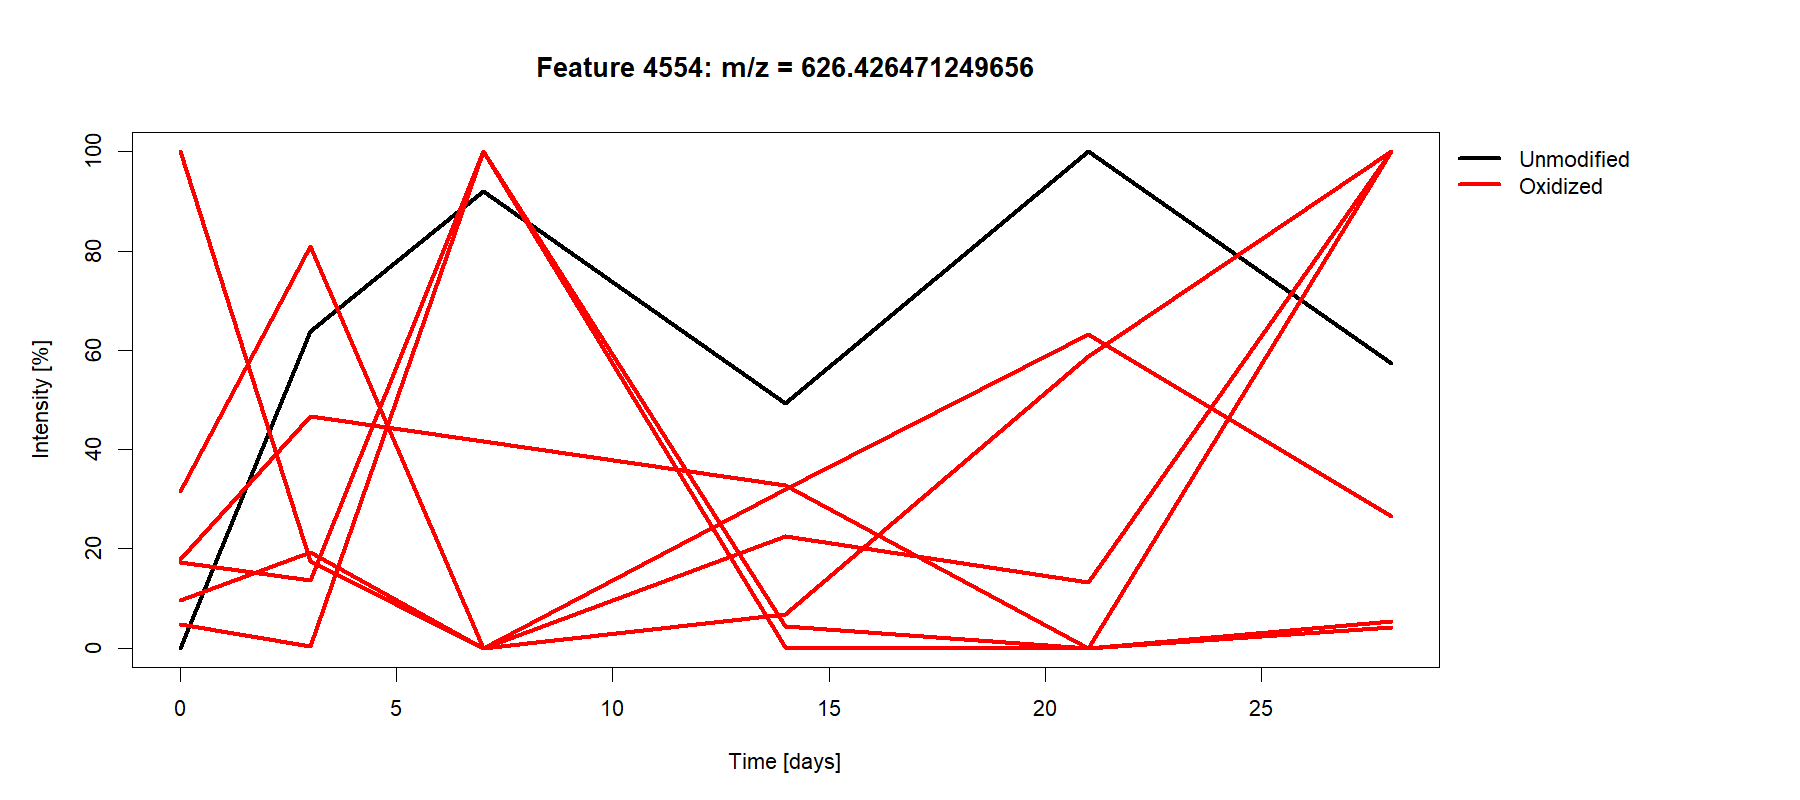 Feature 4554: m/z = 626.426471249656
Unmodified
Oxidized
Intensity [%]
100
80
60
40
20
0
0 5 10 15 20 25
Time [days]